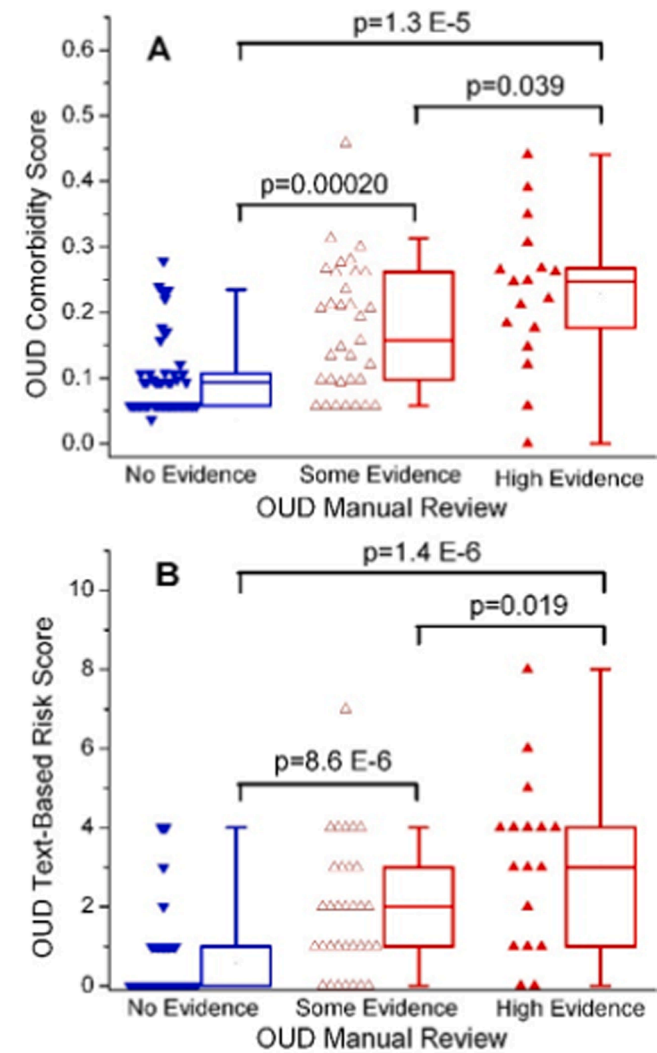 A
p=1.3 E-5
p=0.039
p=0.00020
OUD Comorbidity Score
0.6
0.5
0.4
0.3
0.2
0.1
0.0
No Evidence Some Evidence High Evidence
OUD Manual Review
B
p=1.4 E-6
p=0.019
p=8.6 E-6
OUD Text-Based Risk Score
10
8
6
4
2
0
No Evidence Some Evidence High Evidence
OUD Manual Review